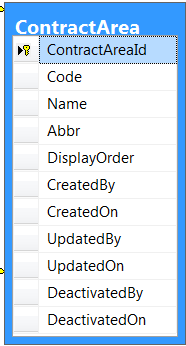 ContractArea
ContractAreaId
Code
Name
Abbr
DisplayOrder
CreatedBy
CreatedOn
UpdatedBy
UpdatedOn
DeactivatedBy
DeactivatedOn